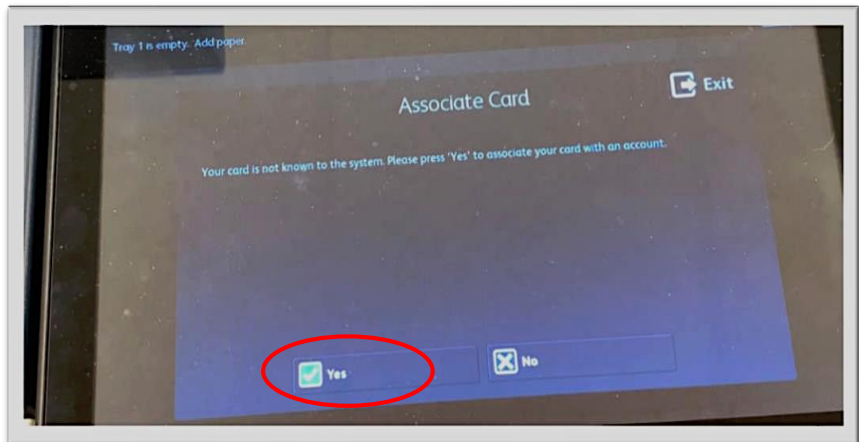 Tray 1 is empty. Add paper.
Associate Card
Exit
Your card is not known to the system. Please press 'Yes' to associate your card with an account.
Yes
No